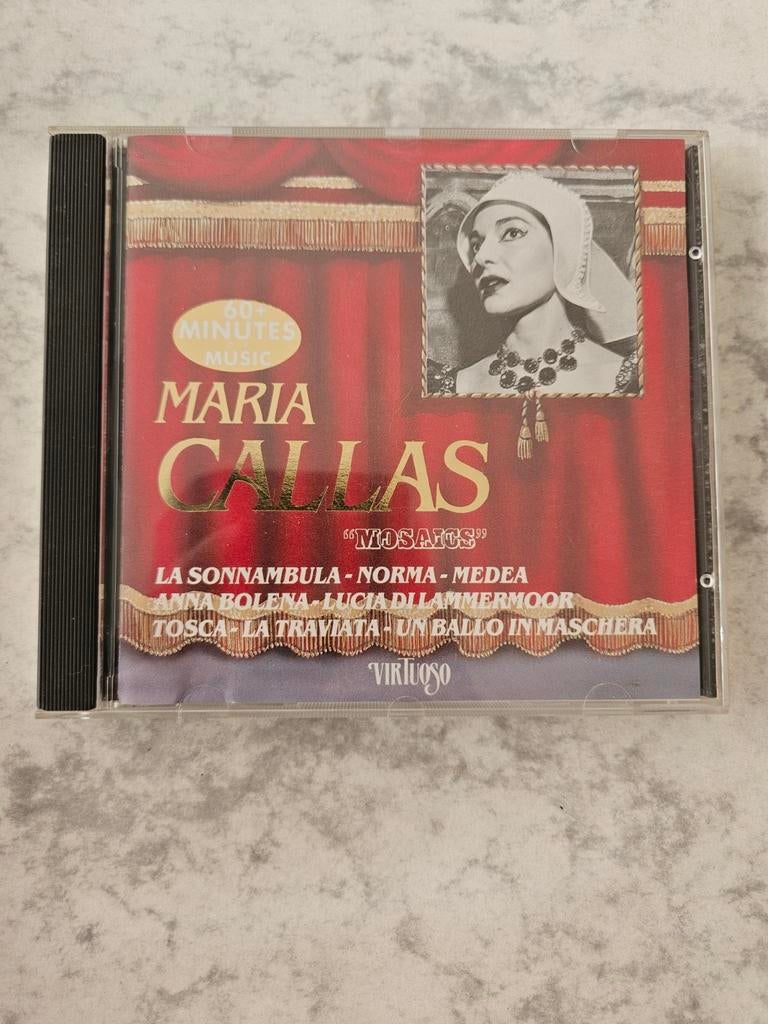 60+
MINUTES
MUSIC
MARIA
CALLAS
"MOSAICS"
LA SONNAMBULA - NORMA - MEDEA
ANNA BOLENA - LUCIA DI LAMMERMOOR
TOSCA - LA TRAVIATA - UN BALLO IN MASCHERA
VIRTUOSO